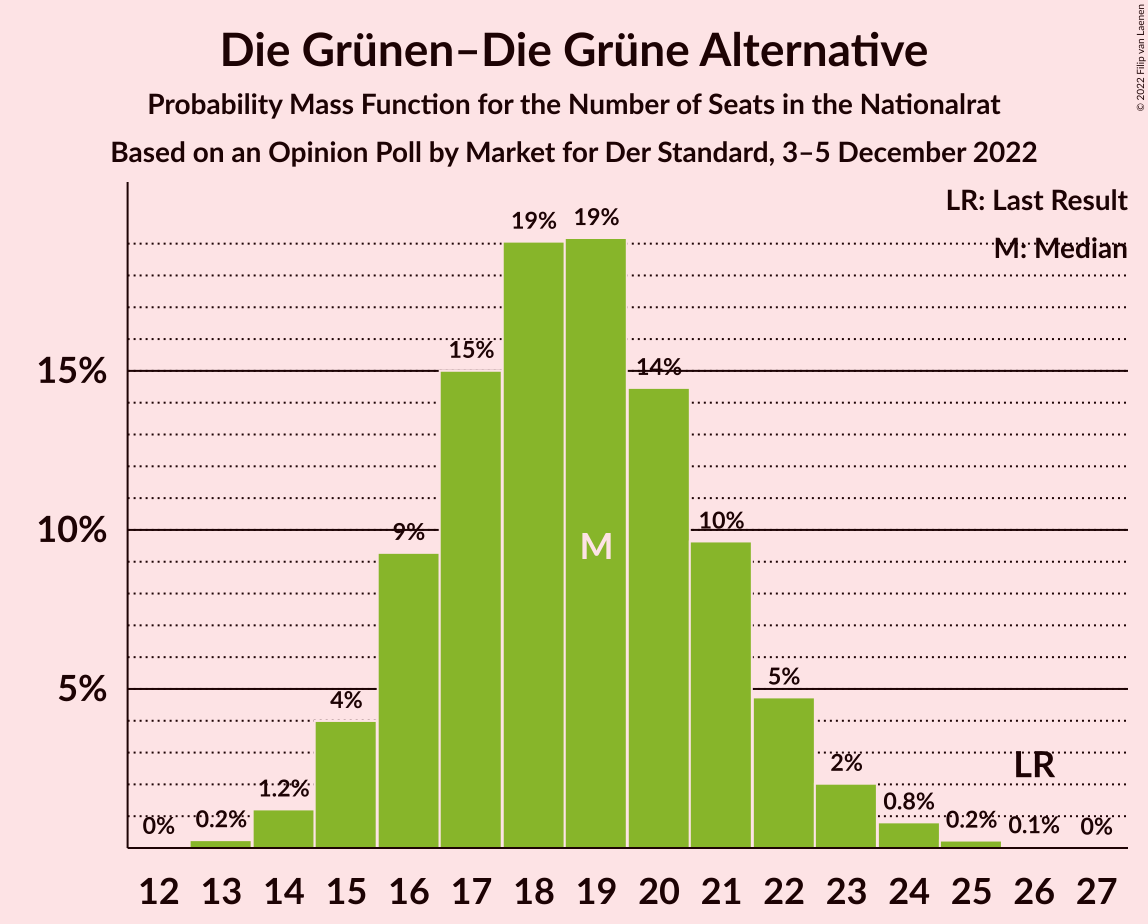 Die Grünen–Die Grüne Alternative
Probability Mass Function for the Number of Seats in the Nationalrat
Based on an Opinion Poll by Market for Der Standard, 3–5 December 2022
© 2022 Filip van Laenen
LR: Last Result
M: Median
19% 19%
15%
15% 14%
10% 9% 10%
M
5% 4% 5%
2% LR
1.2% 0.8%
0% 0.2% 0.2% 0.1% 0%
12 13 14 15 16 17 18 19 20 21 22 23 24 25 26 27